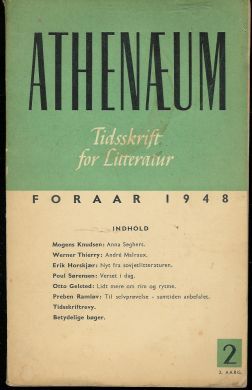 ATHENÆUM
Tidsskrift
for Litteratur
FORAAR 1948
INDHOLD
Mogens Knudsen: Anna Seghers.
Werner Thierry: André Malraux.
Erik Horskjær: Nyt fra sovjetlitteraturen.
Poul Sørensen: Verset i dag.
Otto Gelsted: Lidt mere om rim og rytme.
Preben Ramløv: Til selvprøvelse - samtiden anbefalet.
Tidsskriftrevy.
Betydelige bøger.
2
2. AARG.